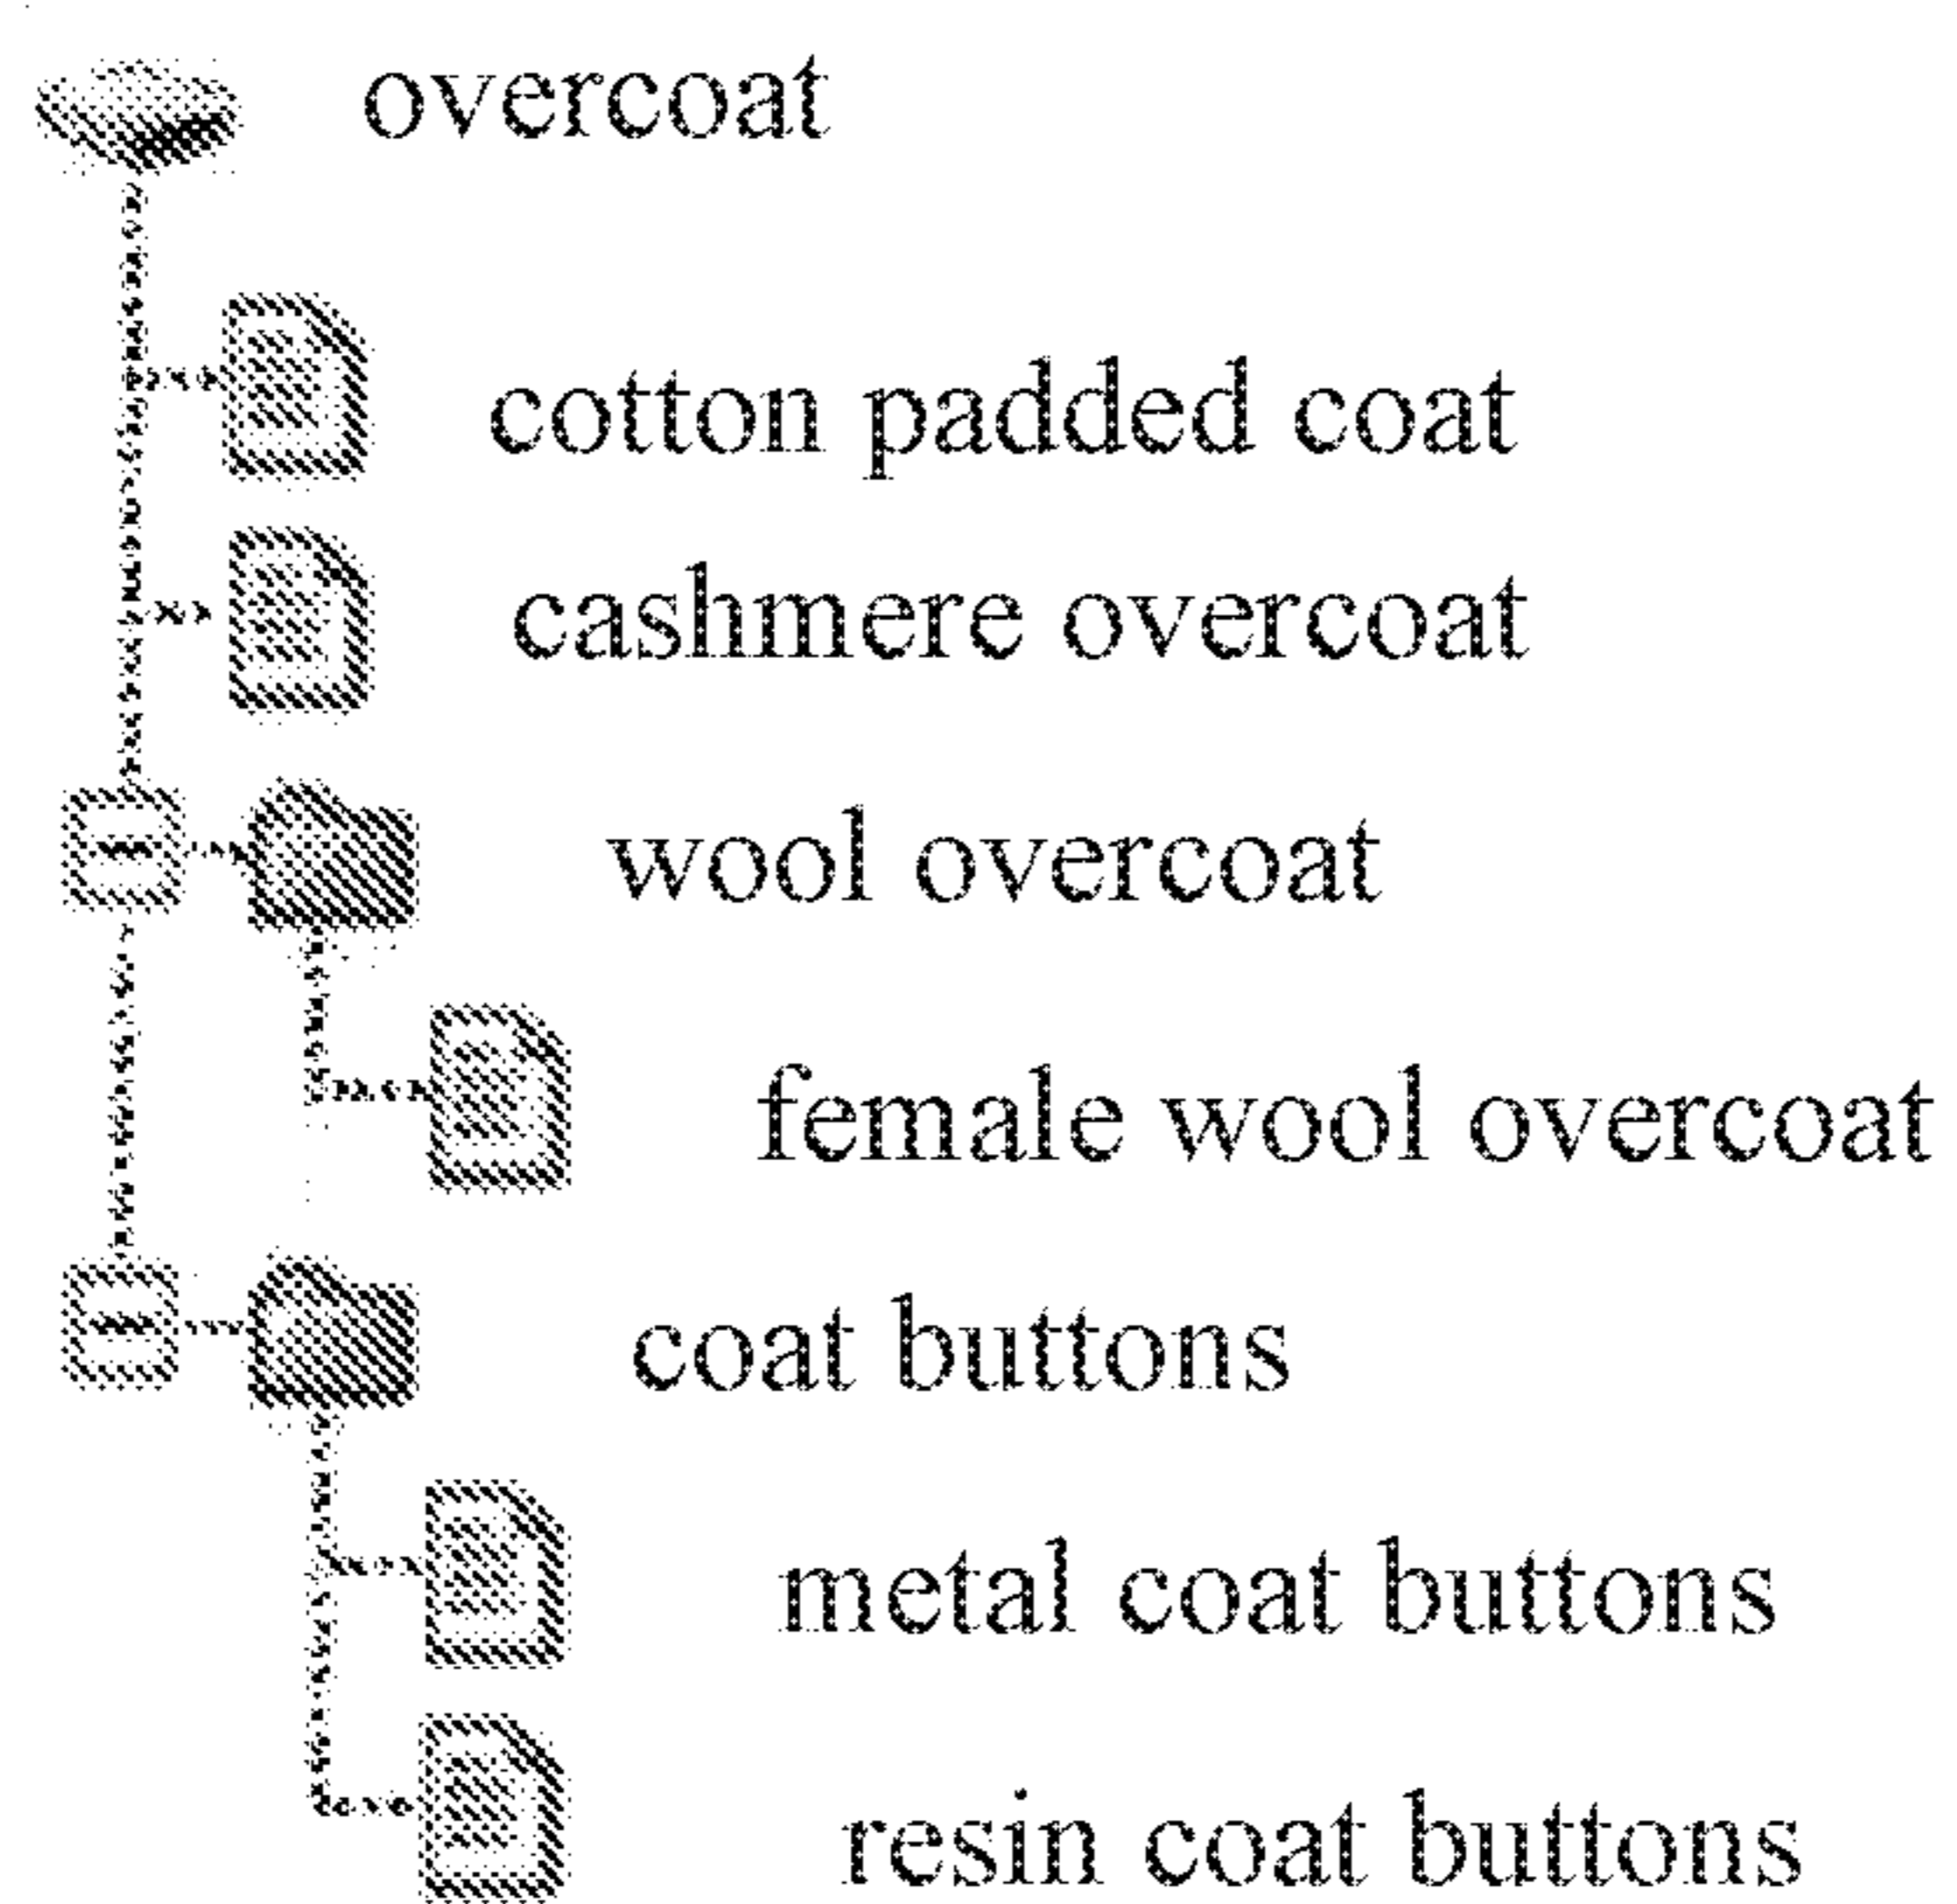 overcoat
cotton padded coat
cashmere overcoat
wool overcoat
female wool overcoat
coat buttons
metal coat buttons
resin coat buttons